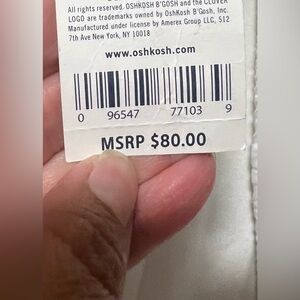 All rights reserved. OSHKOSH B'GOSH and the CLOVER
LOGO are trademarks owned by OshKosh B'Gosh, Inc.
Manufactured under license by Amerex Group LLC, 512
7th Ave New York, NY 10018
www.oshkosh.com
0 96547 77103 9
MSRP $80.00